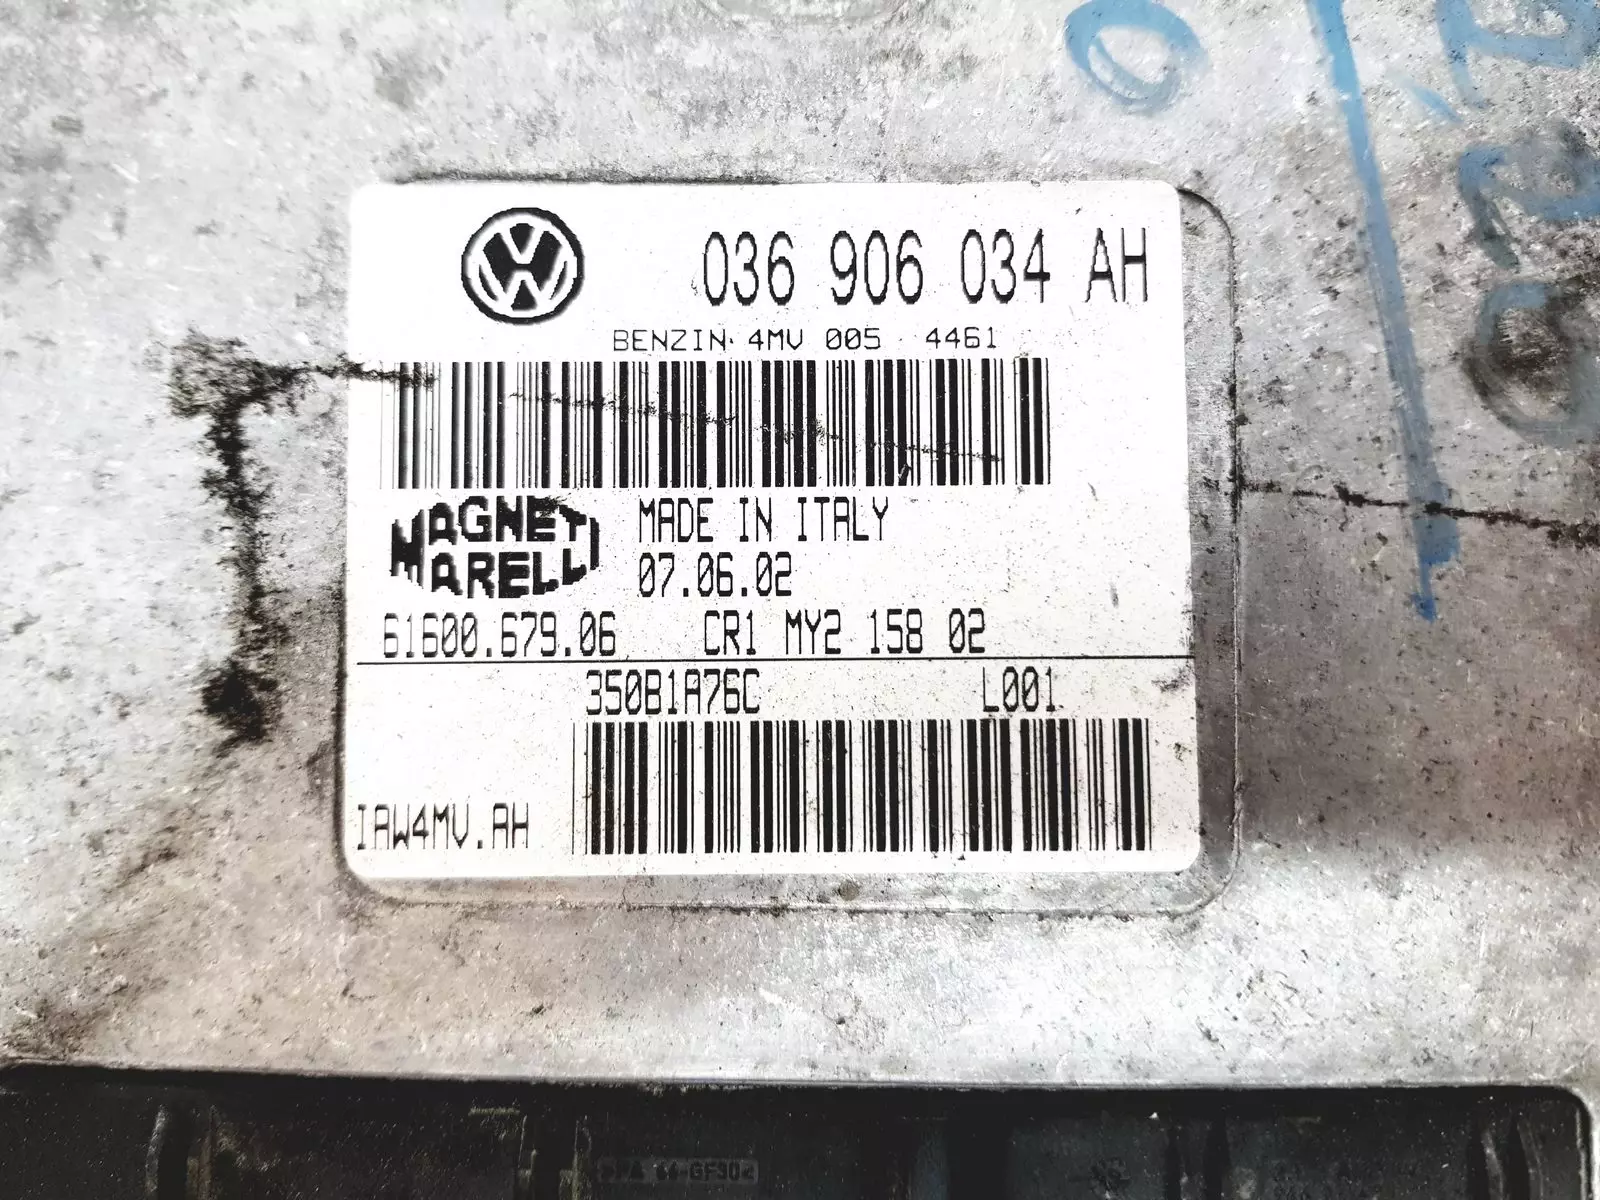 036 906 034 AH
BENZIN 4MV 005 4461
MAGNETI
MARELLI
MADE IN ITALY
07.06.02
61600.679.06 CR1 MY2 158 02
350B1A76C L001
IAW4MV.AH